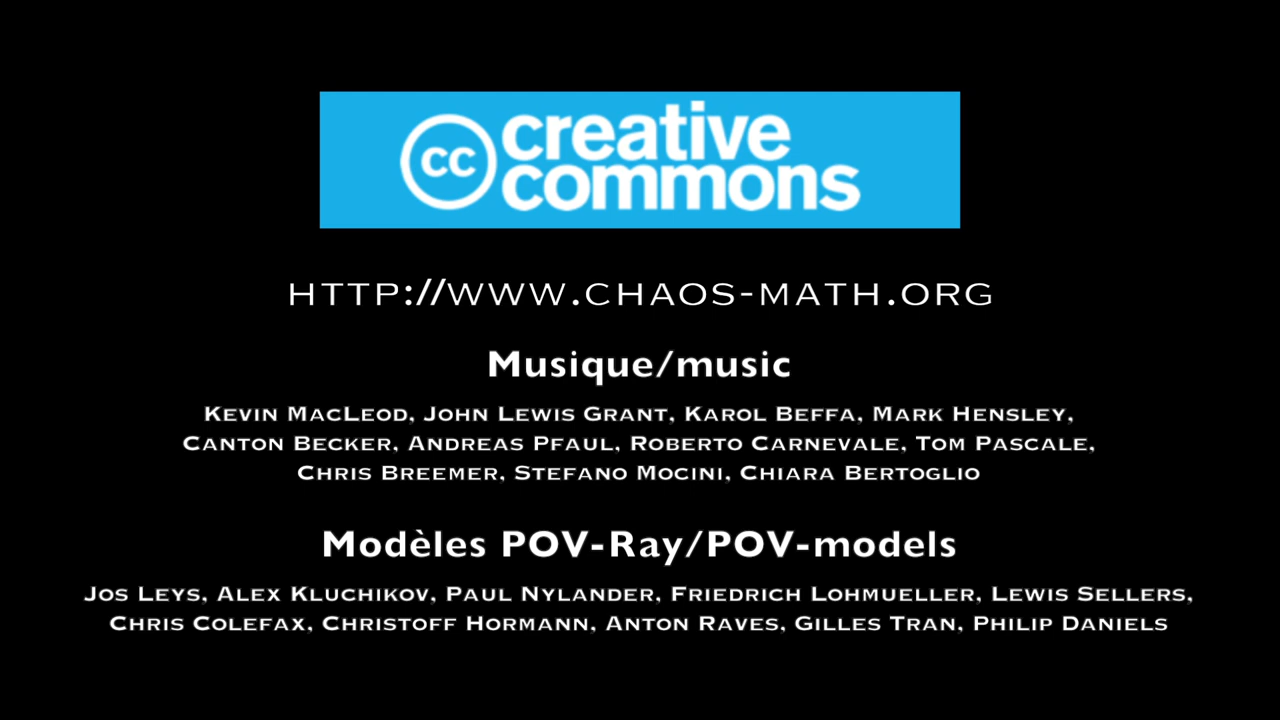 cc creative
commons
HTTP://WWW.CHAOS-MATH.ORG
Musique/music
KEVIN MACLEOD, JOHN LEWIS GRANT, KAROL BEFFA, MARK HENSLEY,
CANTON BECKER, ANDREAS PFAUL, ROBERTO CARNEVALE, TOM PASCALE,
CHRIS BREEMER, STEFANO MOCINI, CHIARA BERTOGLIO
Modèles POV-Ray/POV-models
JOS LEYS, ALEX KLUCHIKOV, PAUL NYLANDER, FRIEDRICH LOHMUELLER, LEWIS SELLERS,
CHRIS COLEFAX, CHRISTOFF HORMANN, ANTON RAVES, GILLES TRAN, PHILIP DANIELS